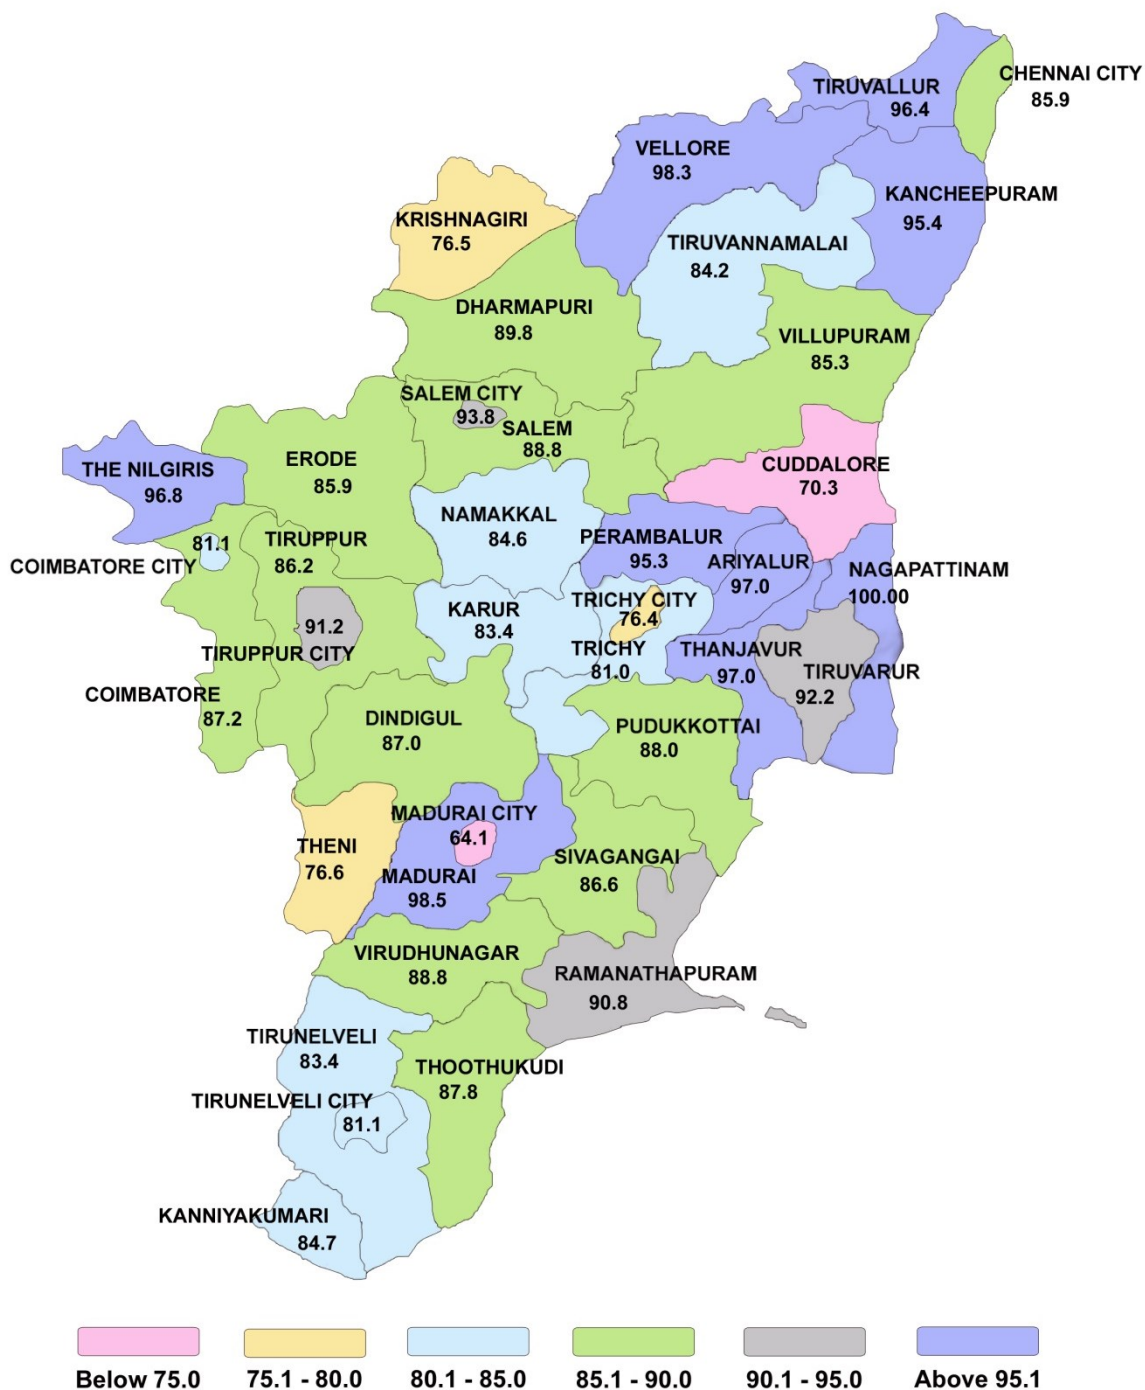 TIRUVALLUR
96.4
CHENNAI CITY
85.9
VELLORE
98.3
KANCHEEPURAM
95.4
KRISHNAGIRI
76.5
TIRUVANNAMALAI
84.2
DHARMAPURI
89.8
VILLUPURAM
85.3
SALEM CITY
93.8
SALEM
88.8
THE NILGIRIS
96.8
ERODE
85.9
CUDDALORE
70.3
NAMAKKAL
84.6
PERAMBALUR
95.3
ARIYALUR
97.0
NAGAPATTINAM
100.00
81.1
COIMBATORE CITY
TIRUPPUR
86.2
KARUR
83.4
TRICHY CITY
76.4
91.2
TIRUPPUR CITY
TRICHY
81.0
THANJAVUR
97.0
TIRUVARUR
92.2
COIMBATORE
87.2
DINDIGUL
87.0
PUDUKKOTTAI
88.0
MADURAI CITY
64.1
THENI
76.6
MADURAI
98.5
SIVAGANGAI
86.6
VIRUDHUNAGAR
88.8
RAMANATHAPURAM
90.8
TIRUNELVELI
83.4
THOOTHUKUDI
87.8
TIRUNELVELI CITY
81.1
KANNIYAKUMARI
84.7
Below 75.0
75.1 - 80.0
80.1 - 85.0
85.1 - 90.0
90.1 - 95.0
Above 95.1